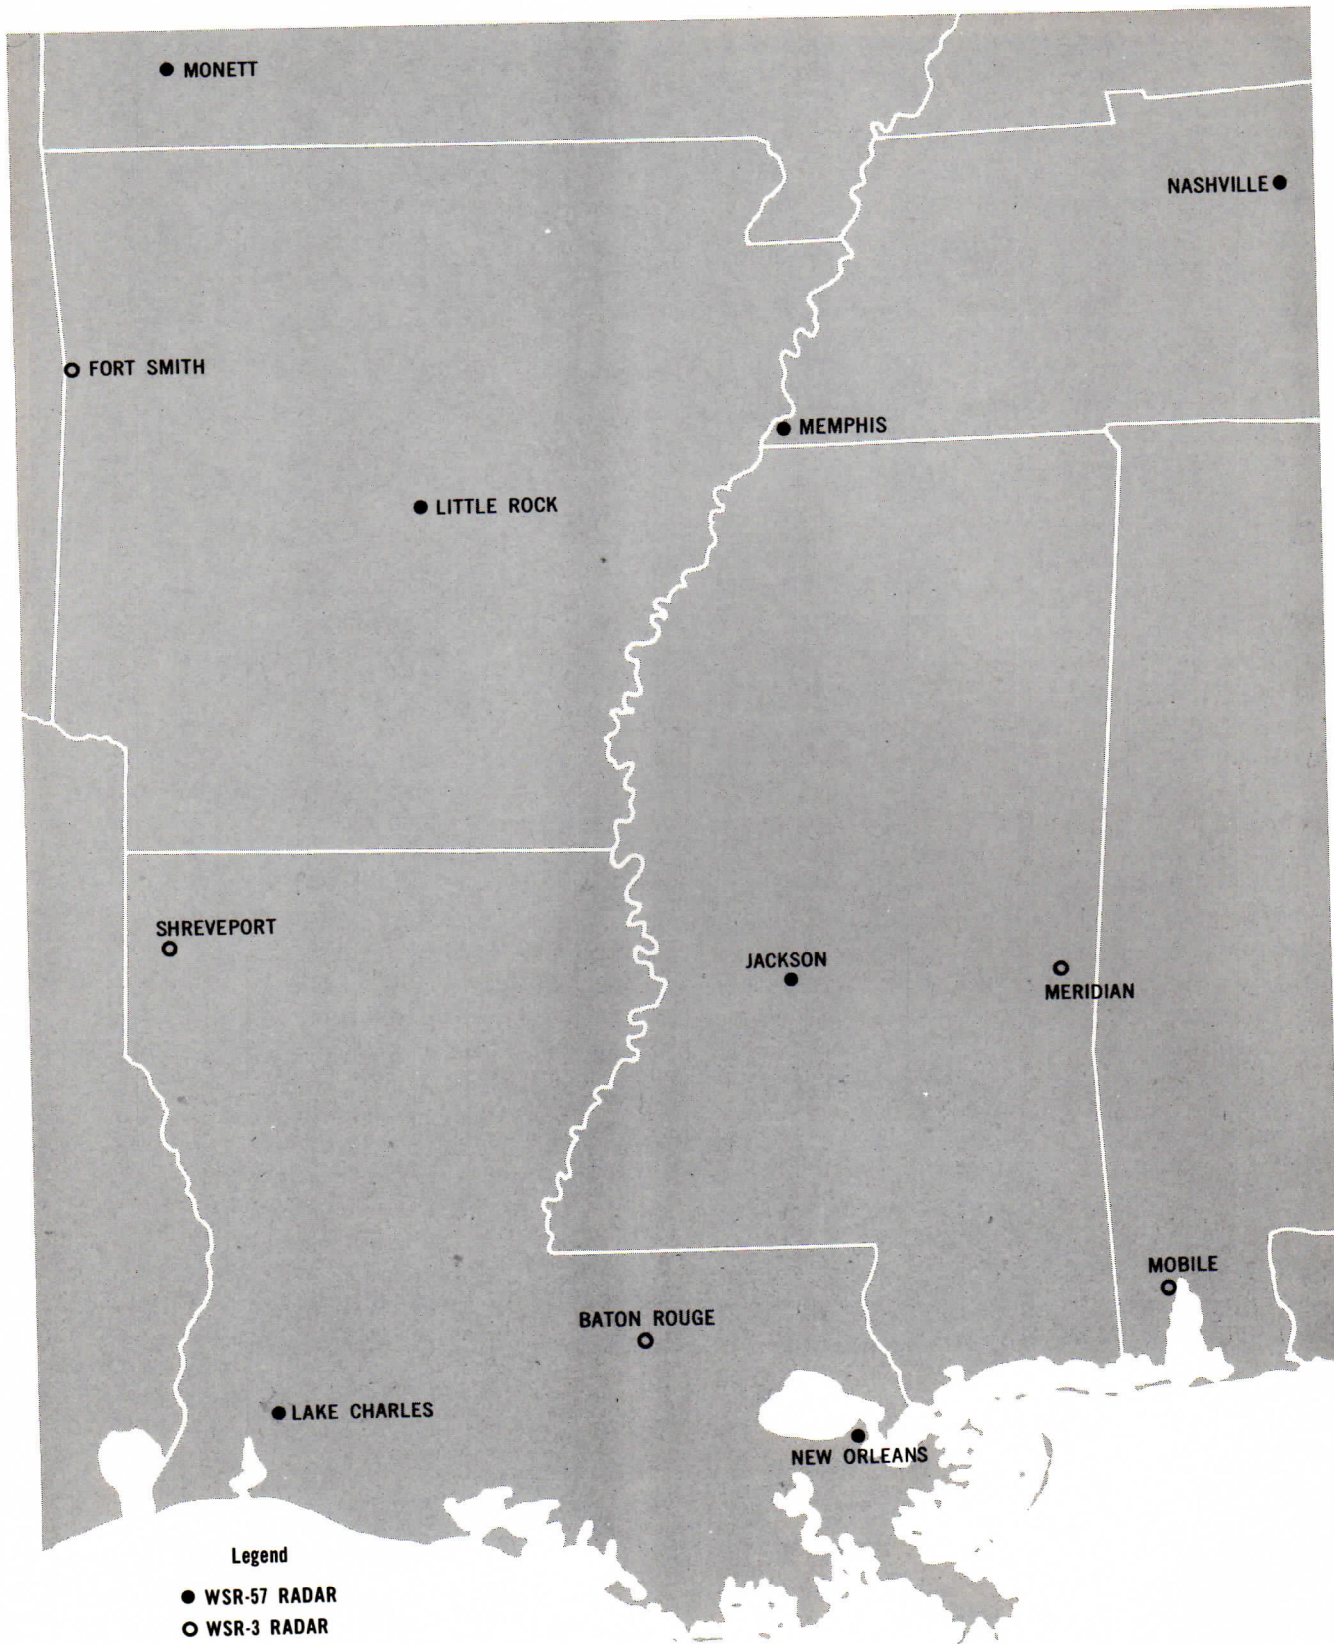 MONETT
NASHVILLE
FORT SMITH
MEMPHIS
LITTLE ROCK
SHREVEPORT
JACKSON
MERIDIAN
MOBILE
BATON ROUGE
LAKE CHARLES
NEW ORLEANS
Legend
WSR-57 RADAR
WSR-3 RADAR